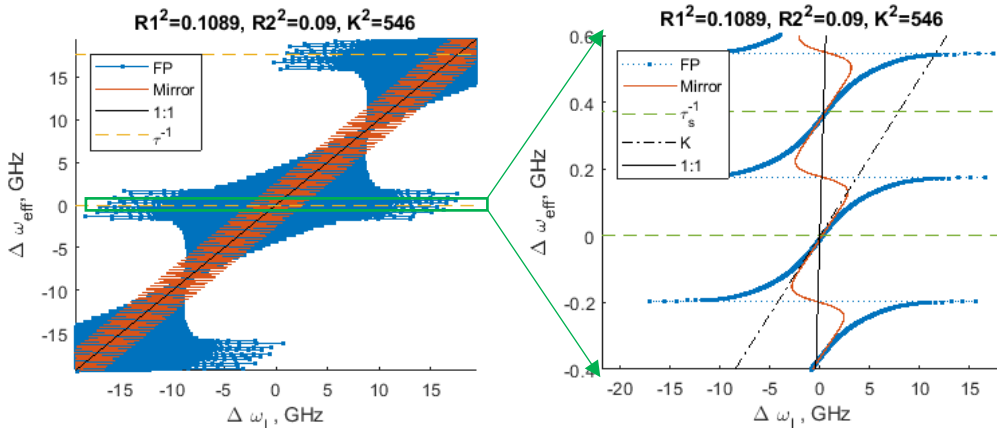 R1²=0.1089, R2²=0.09, K²=546
FP
Mirror
1:1
τ⁻¹
15
10
5
0
-5
-10
-15
Δ ω_eff, GHz
-15 -10 -5 0 5 10 15
Δ ω_L, GHz
R1²=0.1089, R2²=0.09, K²=546
FP
Mirror
τ_s⁻¹
K
1:1
0.6
0.4
0.2
0
-0.2
-0.4
Δ ω_eff, GHz
-20 -15 -10 -5 0 5 10 15
Δ ω_L, GHz